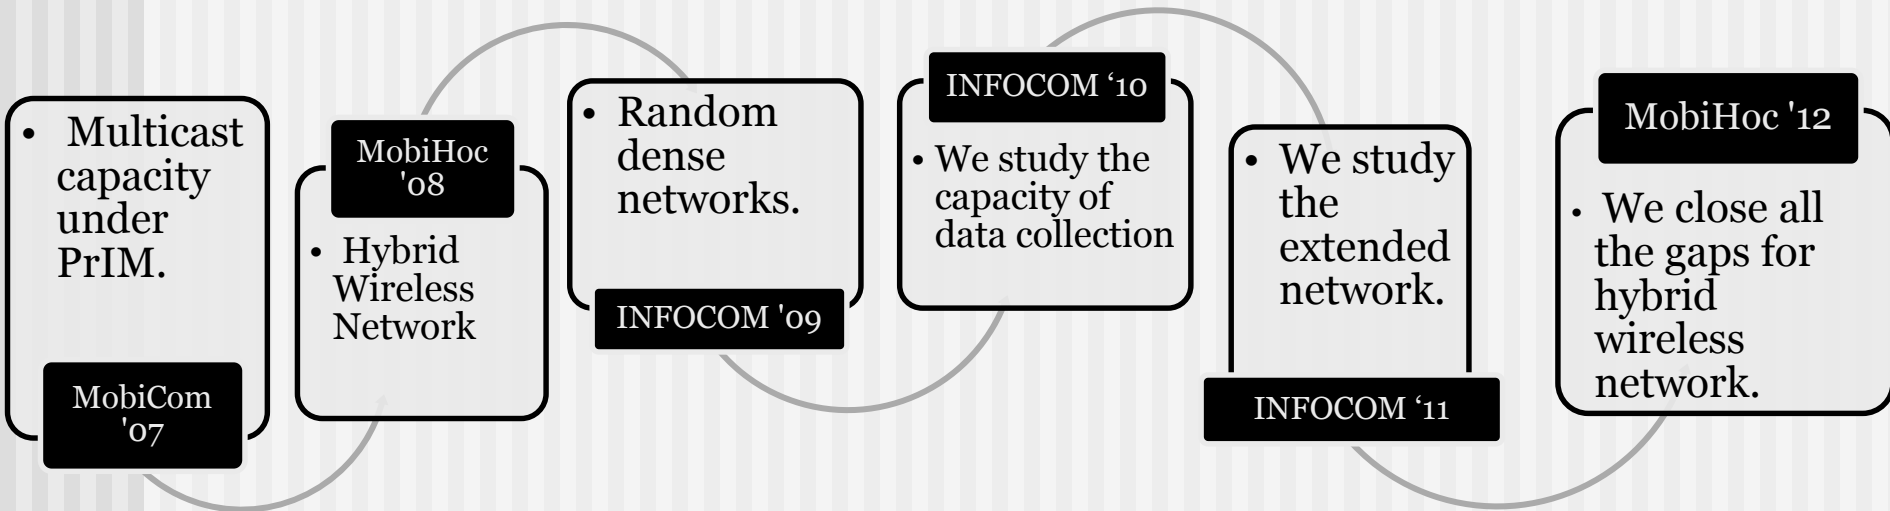 • Multicast
capacity
under
PrIM.
MobiCom
'07
MobiHoc
'08
• Hybrid
Wireless
Network
• Random
dense
networks.
INFOCOM '09
INFOCOM ‘10
• We study the
capacity of
data collection
• We study
the
extended
network.
INFOCOM ‘11
MobiHoc '12
• We close all
the gaps for
hybrid
wireless
network.